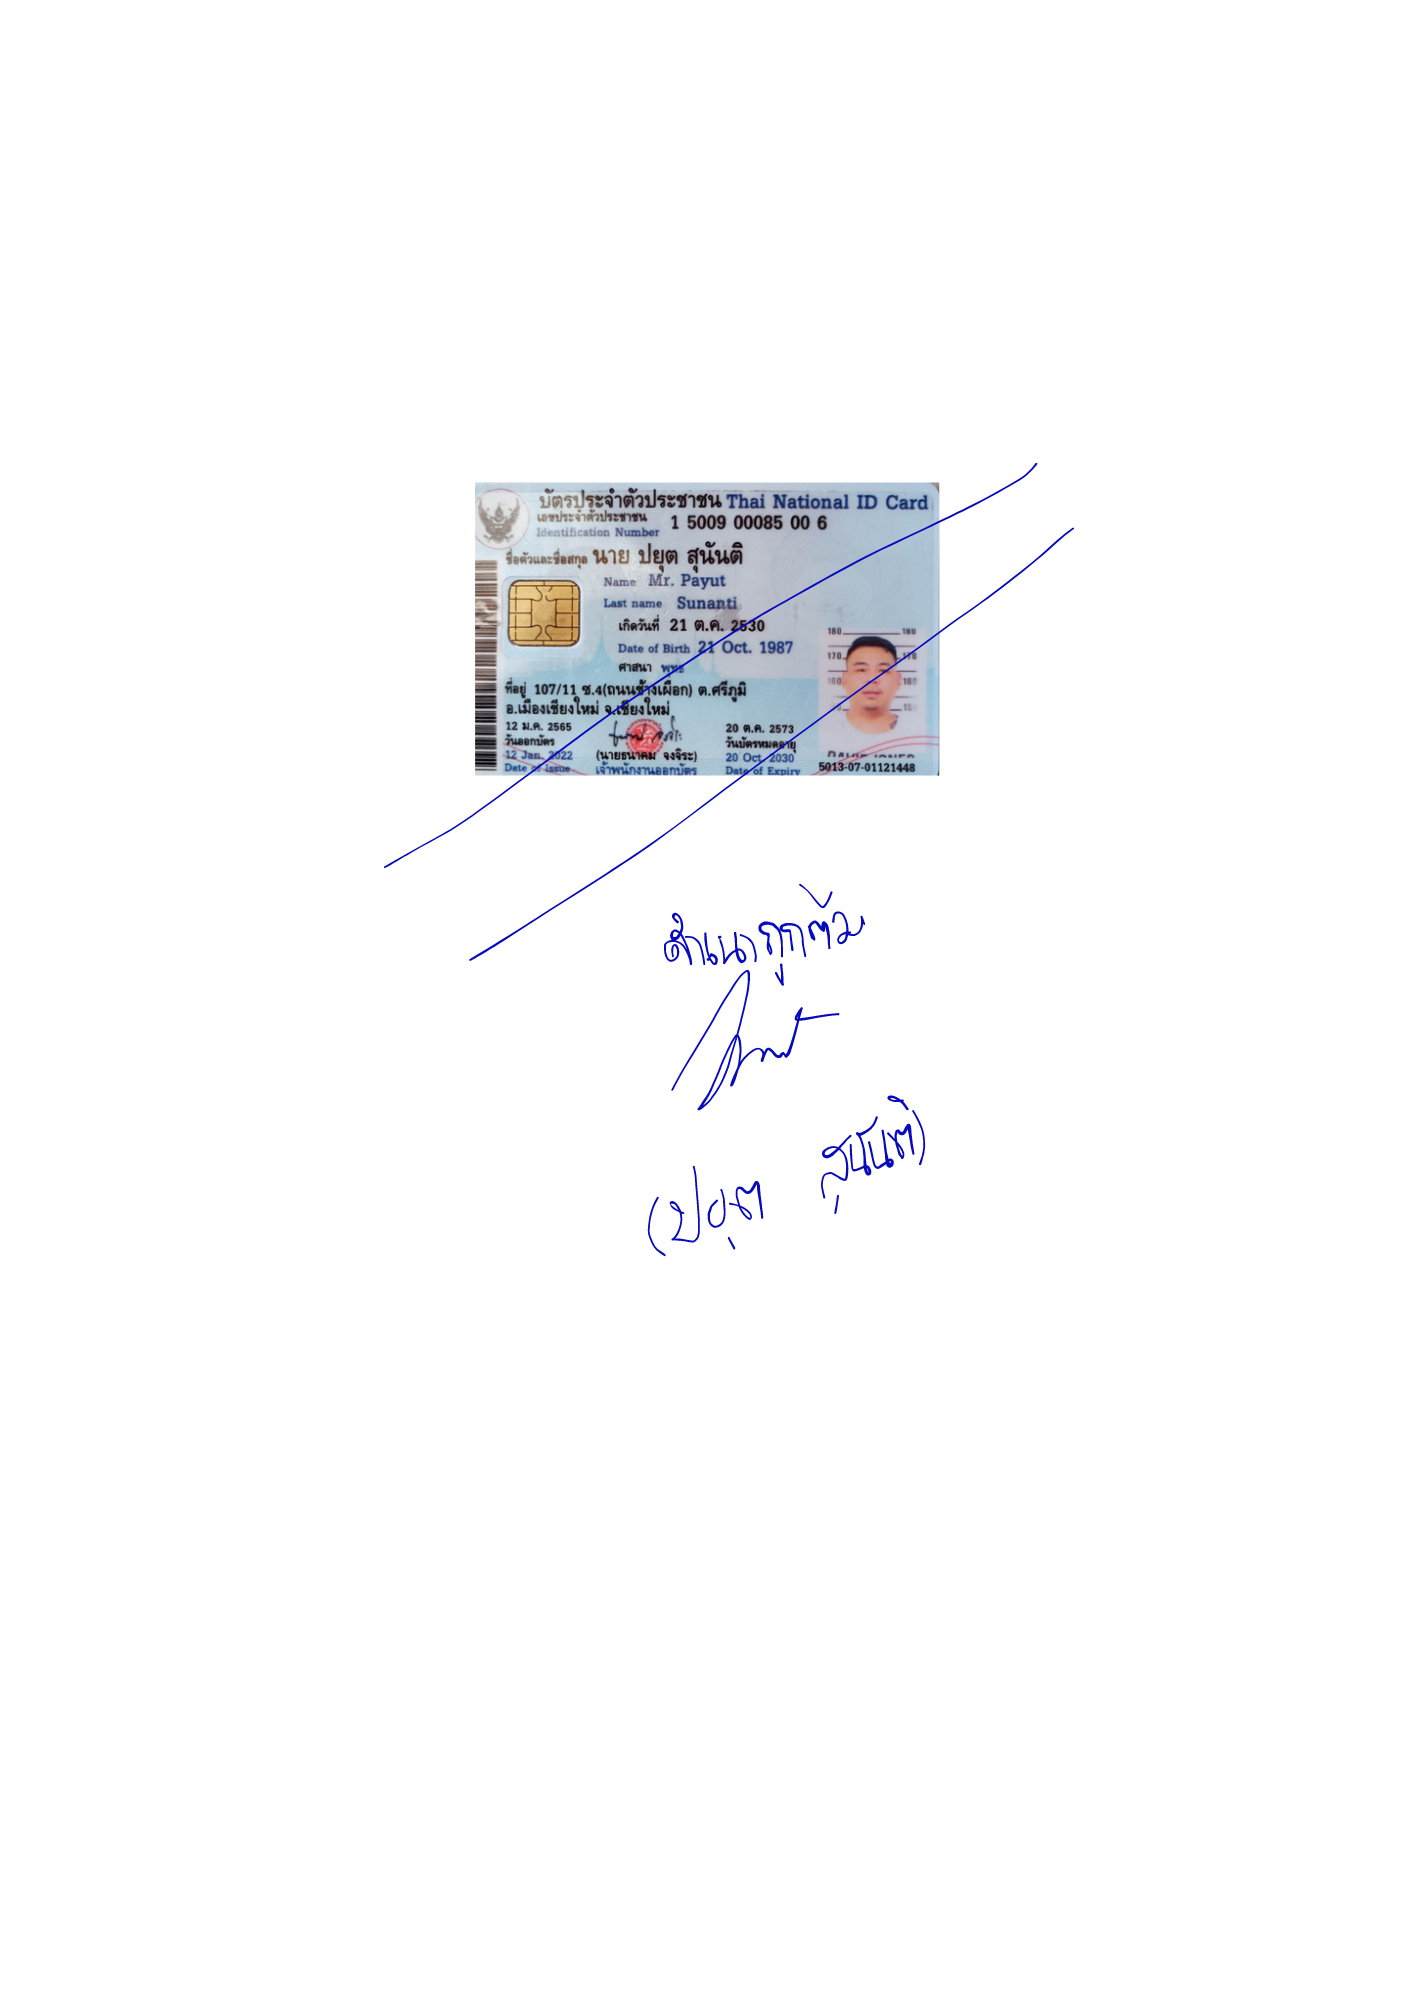 บัตรประจำตัวประชาชน Thai National ID Card
เลขประจำตัวประชาชน 1 5009 00085 00 6
Identification Number
ชื่อตัวและชื่อสกุล นาย ปยุต สุนันติ
Name Mr. Payut
Last name Sunanti
เกิดวันที่ 21 ต.ค. 2530
Date of Birth 21 Oct. 1987
ศาสนา พุทธ
ที่อยู่ 107/11 ซ.4(ถนนช้างเผือก) ต.ศรีภูมิ
อ.เมืองเชียงใหม่ จ.เชียงใหม่
12 ม.ค. 2565
วันออกบัตร
12 Jan. 2022
Date of Issue
(นายธนาคม จงจิระ)
เจ้าพนักงานออกบัตร
20 ต.ค. 2573
วันบัตรหมดอายุ
20 Oct. 2030
Date of Expiry
180 180
170 170
160 160
5013-07-01121448
สำเนาถูกต้อง
(ปยุต สุนันติ)